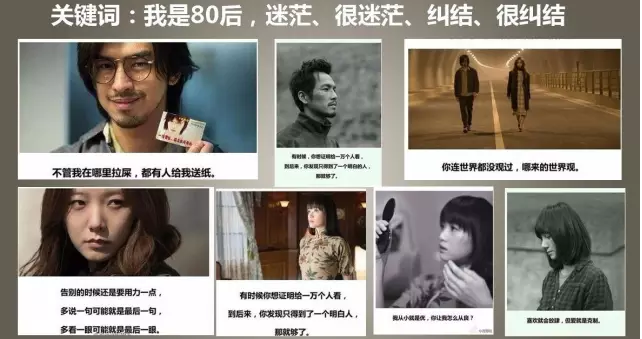 关键词：我是80后，迷茫、很迷茫、纠结、很纠结
不管我在哪里拉屎，都有人给我送纸。
有时候，你想证明给一万个人看，
到后来，你发现只得到了一个明白的人，
那就够了。
你连世界都没观过，哪来的世界观。
告别的时候还是要用力一点，
多说一句可能就是最后一句，
多看一眼可能就是最后一眼。
有时候你想证明给一万个人看，
到后来，你发现只得到了一个明白人，
那就够了。
我从小就是优，你让我怎么从良？
喜欢就会放肆，但爱就是克制。